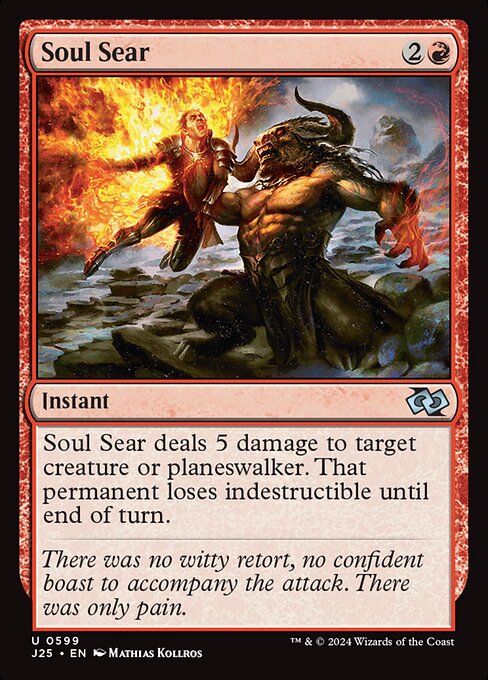 Soul Sear 2
Instant
Soul Sear deals 5 damage to target
creature or planeswalker. That
permanent loses indestructible until
end of turn.
There was no witty retort, no confident
boast to accompany the attack. There
was only pain.
U 0599
J25 • EN Mathias Kollros
™ & © 2024 Wizards of the Coast